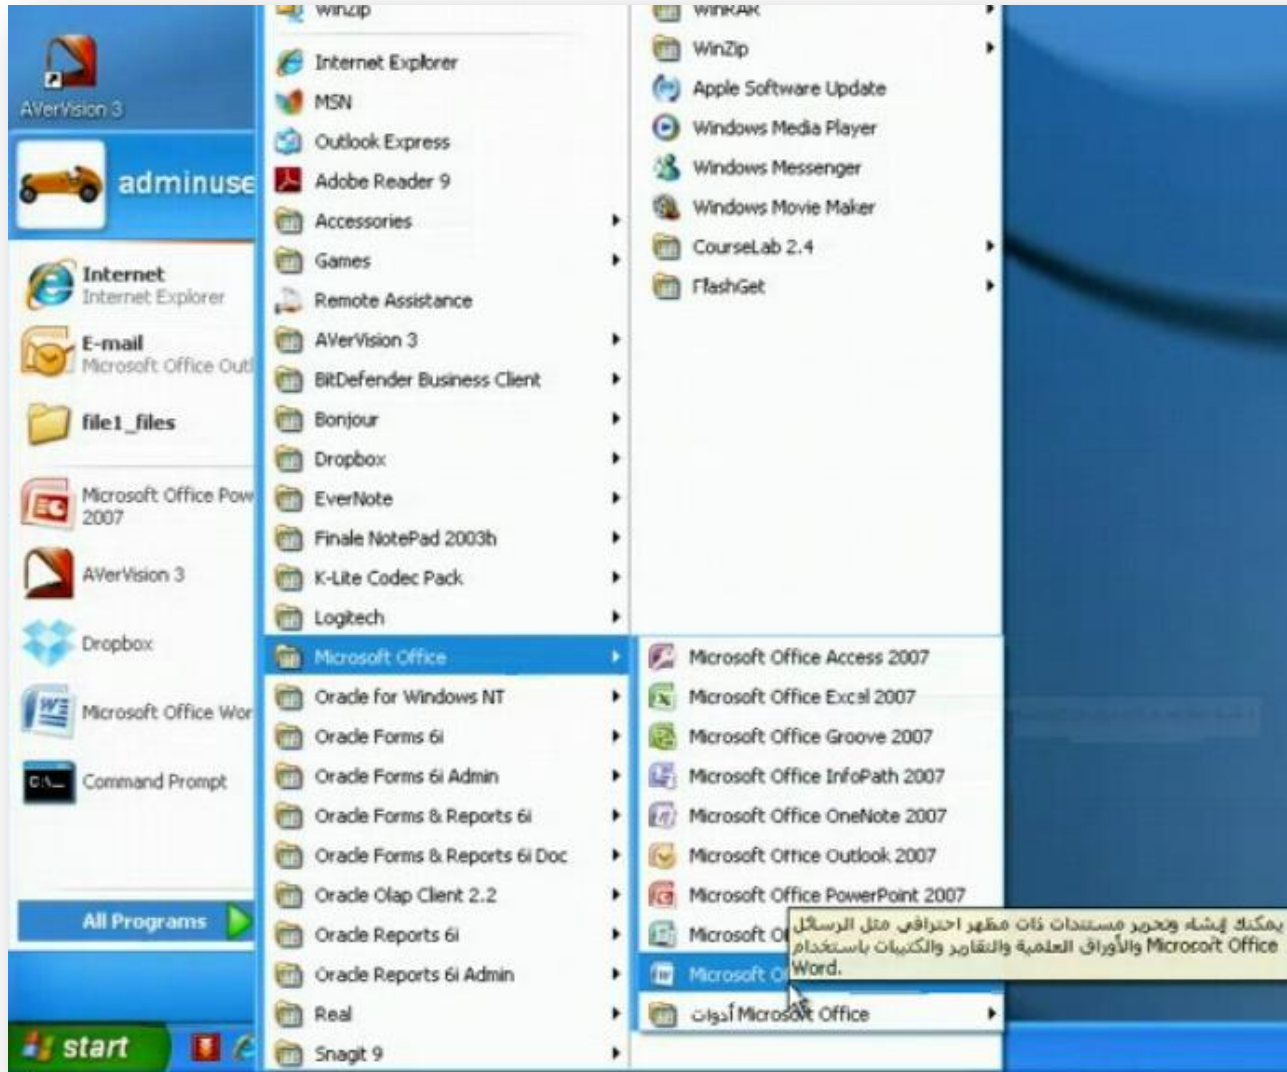 AVerVision 3
adminuse
Internet
Internet Explorer
E-mail
Microsoft Office Outl
file1_files
Microsoft Office Pow
2007
AVerVision 3
Dropbox
Microsoft Office Wor
Command Prompt
All Programs
start
WinZip
Internet Explorer
MSN
Outlook Express
Adobe Reader 9
Accessories
Games
Remote Assistance
AVerVision 3
BitDefender Business Client
Bonjour
Dropbox
EverNote
Finale NotePad 2003h
K-Lite Codec Pack
Logitech
Microsoft Office
Oracle for Windows NT
Oracle Forms 6i
Oracle Forms 6i Admin
Oracle Forms & Reports 6i
Oracle Forms & Reports 6i Doc
Oracle Olap Client 2.2
Oracle Reports 6i
Oracle Reports 6i Admin
Real
Snagit 9
WinRAR
WinZip
Apple Software Update
Windows Media Player
Windows Messenger
Windows Movie Maker
CourseLab 2.4
FlashGet
Microsoft Office Access 2007
Microsoft Office Excel 2007
Microsoft Office Groove 2007
Microsoft Office InfoPath 2007
Microsoft Office OneNote 2007
Microsoft Office Outlook 2007
Microsoft Office PowerPoint 2007
Microsoft O
Microsoft O
أدوات Microsoft Office
يمكنك إنشاء وتحرير مستندات ذات مظهر احترافي مثل الرسائل
والأوراق العلمية والتقارير والكتيبات باستخدام Microsoft Office
Word.